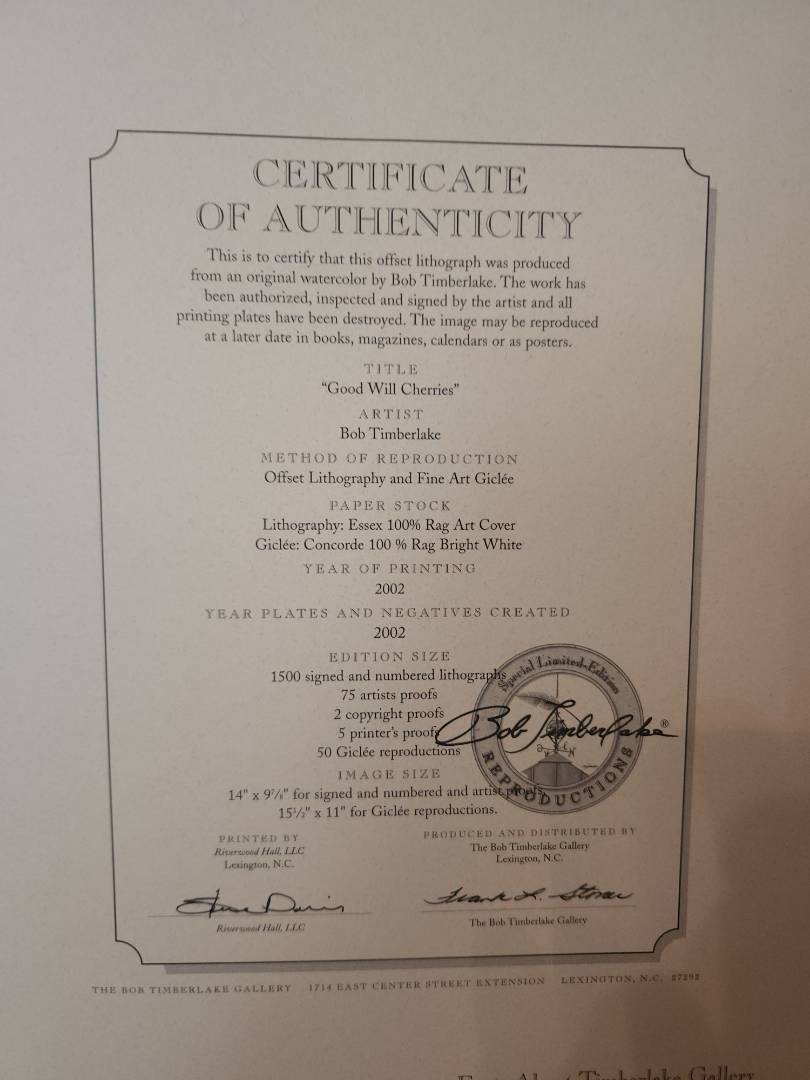 CERTIFICATE
OF AUTHENTICITY
This is to certify that this offset lithograph was produced
from an original watercolor by Bob Timberlake. The work has
been authorized, inspected and signed by the artist and all
printing plates have been destroyed. The image may be reproduced
at a later date in books, magazines, calendars or as posters.
TITLE
“Good Will Cherries”
ARTIST
Bob Timberlake
METHOD OF REPRODUCTION
Offset Lithography and Fine Art Giclée
PAPER STOCK
Lithography: Essex 100% Rag Art Cover
Giclée: Concorde 100 % Rag Bright White
YEAR OF PRINTING
2002
YEAR PLATES AND NEGATIVES CREATED
2002
EDITION SIZE
1500 signed and numbered lithographs
75 artists proofs
2 copyright proofs
5 printer's proofs
50 Giclée reproductions
Special Limited-Edition
Bob Timberlake®
REPRODUCTIONS
IMAGE SIZE
14" x 9⅞" for signed and numbered and artist proofs.
15½" x 11" for Giclée reproductions.
PRINTED BY
Riverwood Hall, LLC
Lexington, N.C.
PRODUCED AND DISTRIBUTED BY
The Bob Timberlake Gallery
Lexington, N.C.
Riverwood Hall, LLC
The Bob Timberlake Gallery
THE BOB TIMBERLAKE GALLERY 1714 EAST CENTER STREET EXTENSION LEXINGTON, N.C. 27292
Timberlake Gallery